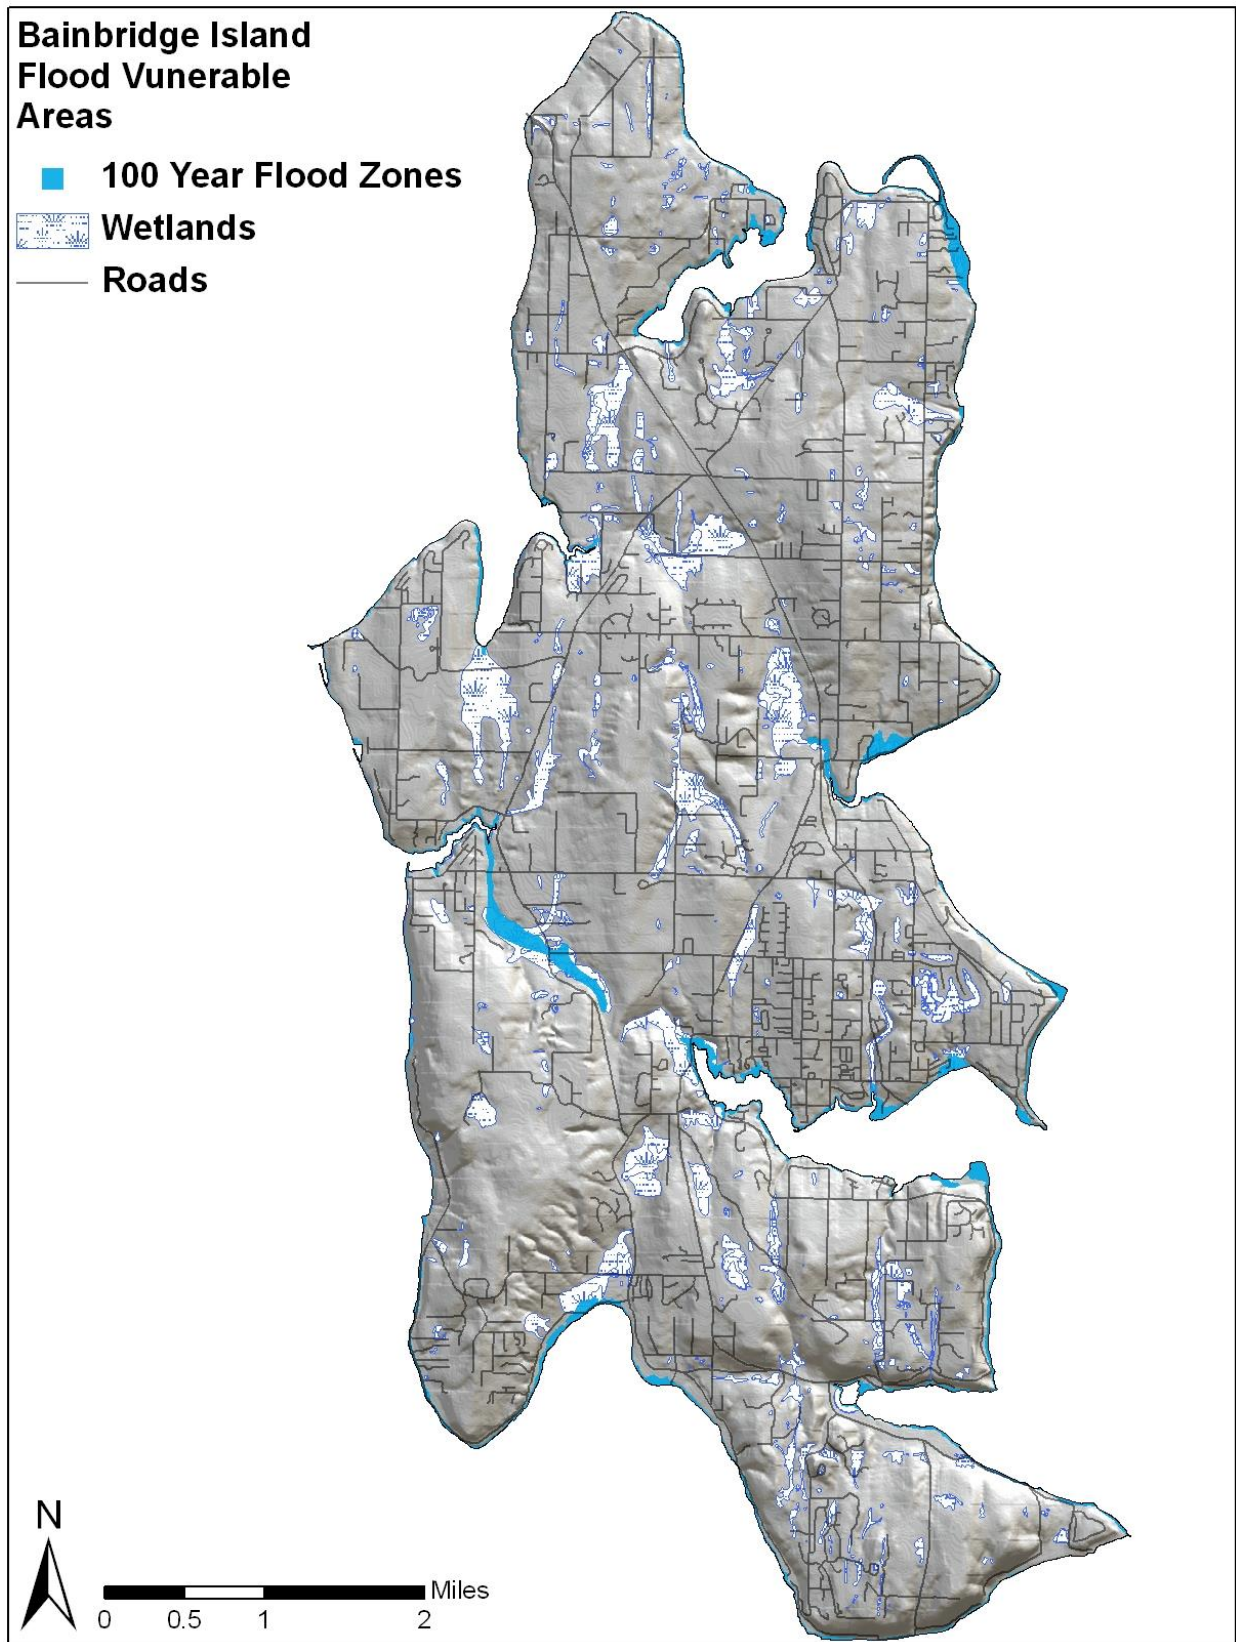 Bainbridge Island
Flood Vunerable
Areas
100 Year Flood Zones
Wetlands
Roads
N
Miles
0 0.5 1 2